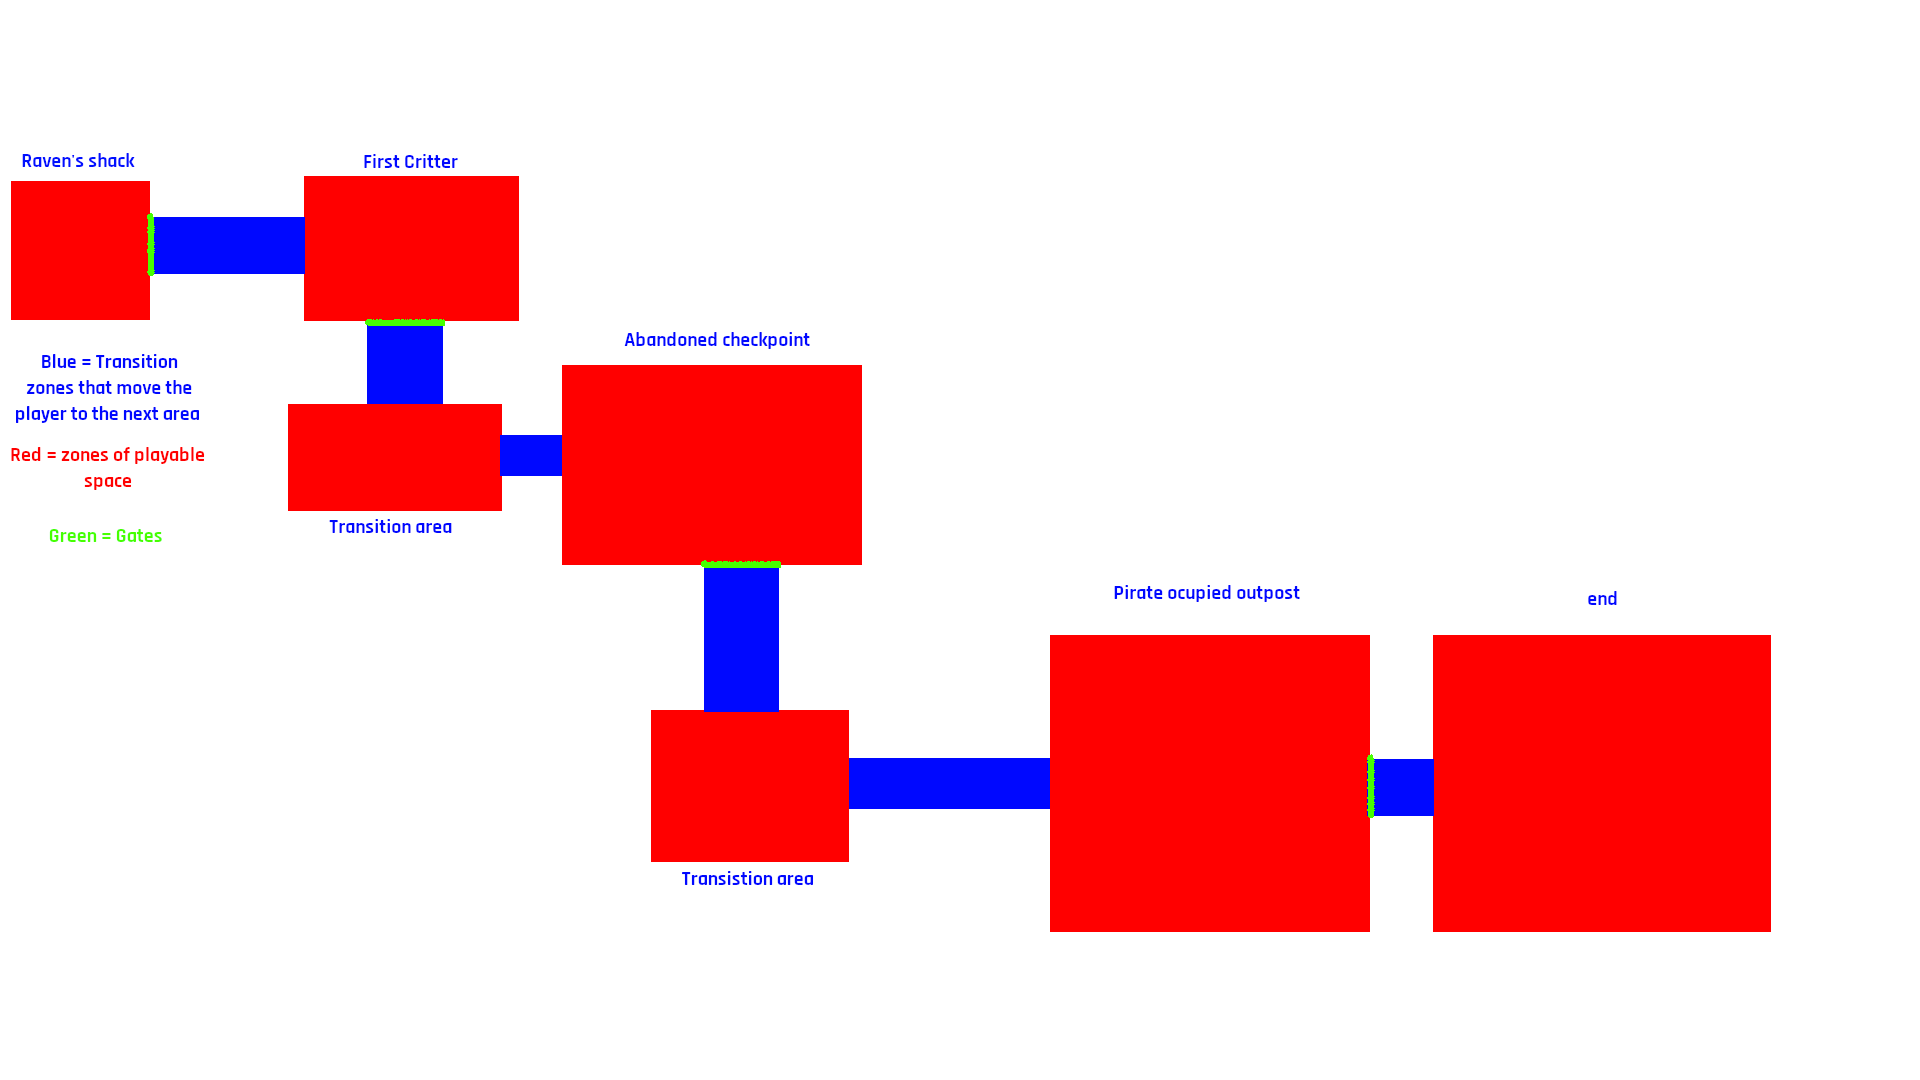 Raven's shack
First Critter
Abandoned checkpoint
Blue = Transition
zones that move the
player to the next area
Red = zones of playable
space
Green = Gates
Transition area
Pirate ocupied outpost
end
Transistion area